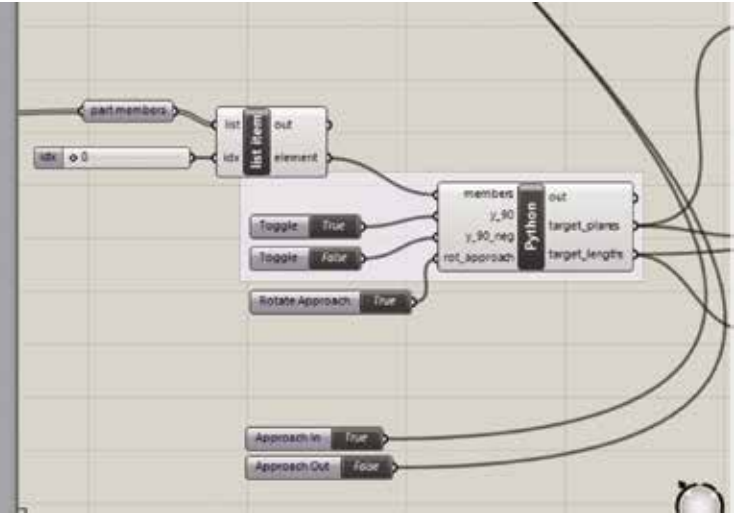 part members
list
list item
out
idx
0
idx
element
members
Python
out
y_90
target_planes
y_90_neg
target_lengths
rot_approach
Toggle True
Toggle False
Rotate Approach True
Approach In True
Approach Out False